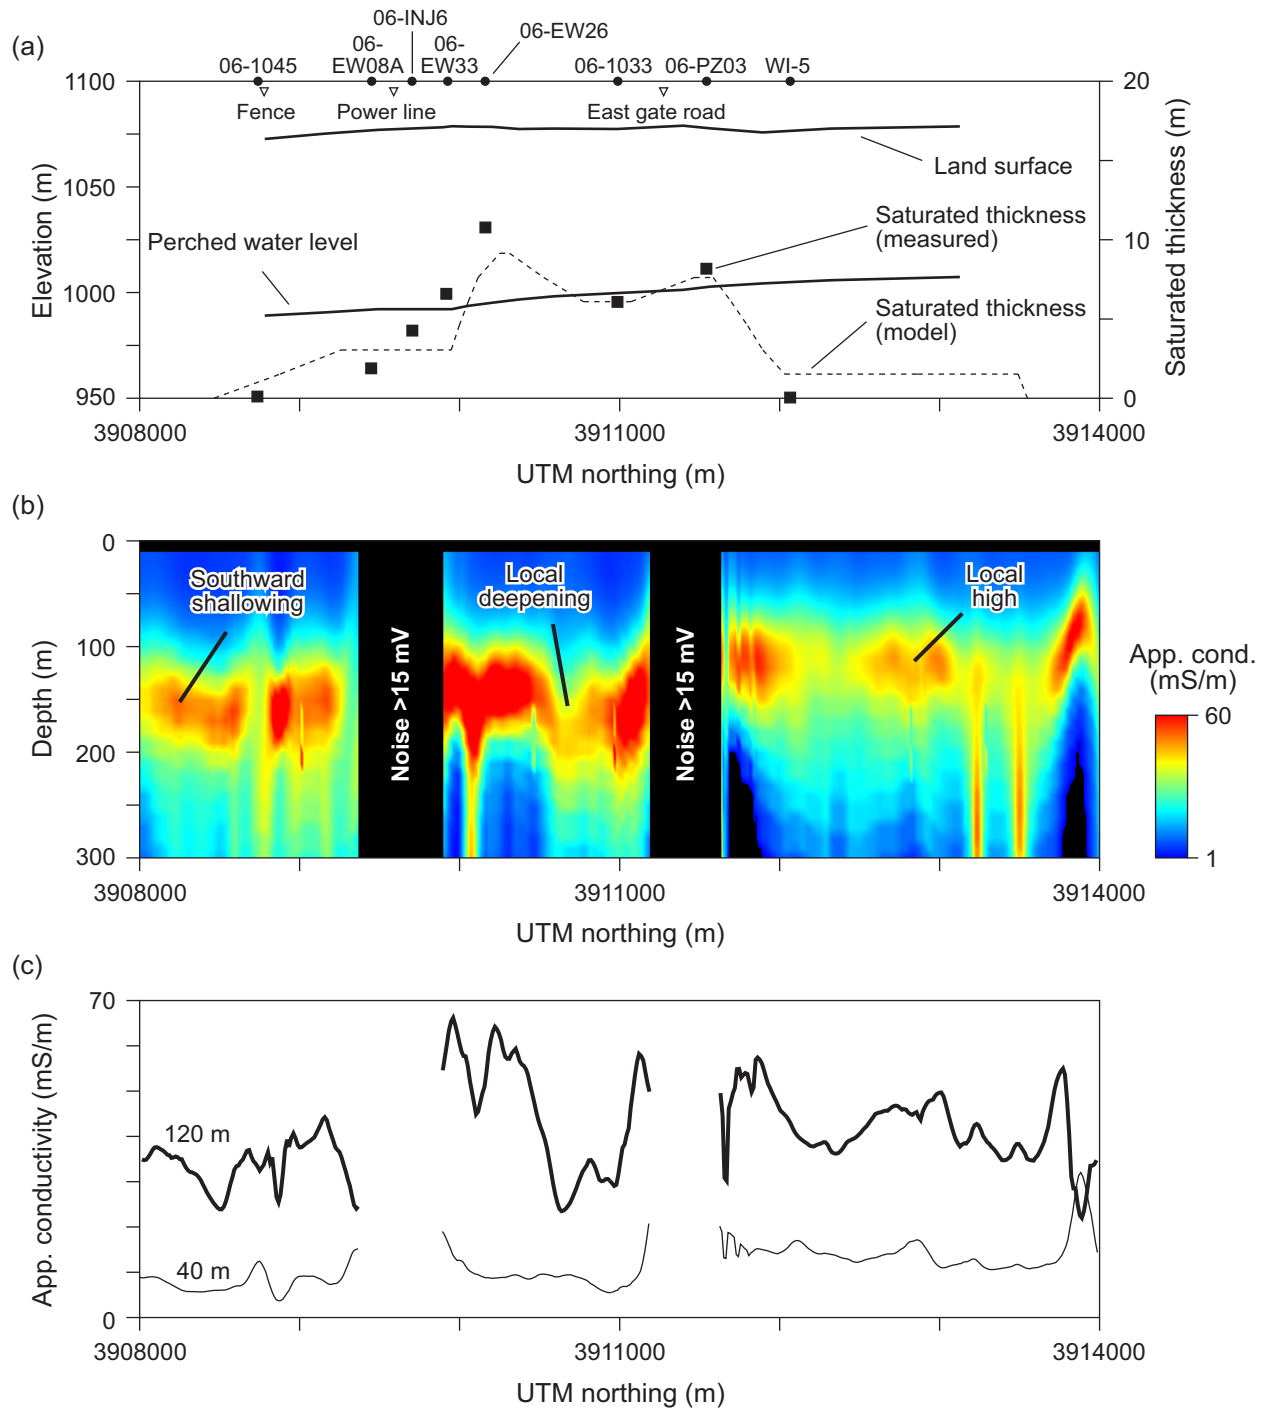 (a)
06-INJ6
06-EW26
06-
EW08A
06-
EW33
06-1045
06-1033
06-PZ03
WI-5
1100
20
Fence
Power line
East gate road
Land surface
1050
Saturated thickness
(measured)
Perched water level
10
1000
Saturated thickness
(model)
950
0
Elevation (m)
Saturated thickness (m)
3908000
3911000
3914000
UTM northing (m)
(b)
0
Southward
shallowing
Local
deepening
Local
high
100
Noise >15 mV
Noise >15 mV
200
300
Depth (m)
App. cond.
(mS/m)
60
1
3908000
3911000
3914000
UTM northing (m)
(c)
70
120 m
40 m
0
App. conductivity (mS/m)
3908000
3911000
3914000
UTM northing (m)